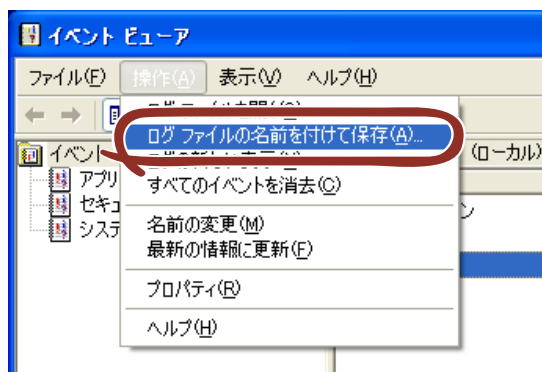 イベント ビューア
ファイル(F) 操作(A) 表示(V) ヘルプ(H)
ログ ファイルの名前を付けて保存(A)...
イベント
(ローカル)
アプリ
すべてのイベントを消去(C)
セキュ
名前の変更(M)
ン
システ
最新の情報に更新(F)
プロパティ(R)
ヘルプ(H)